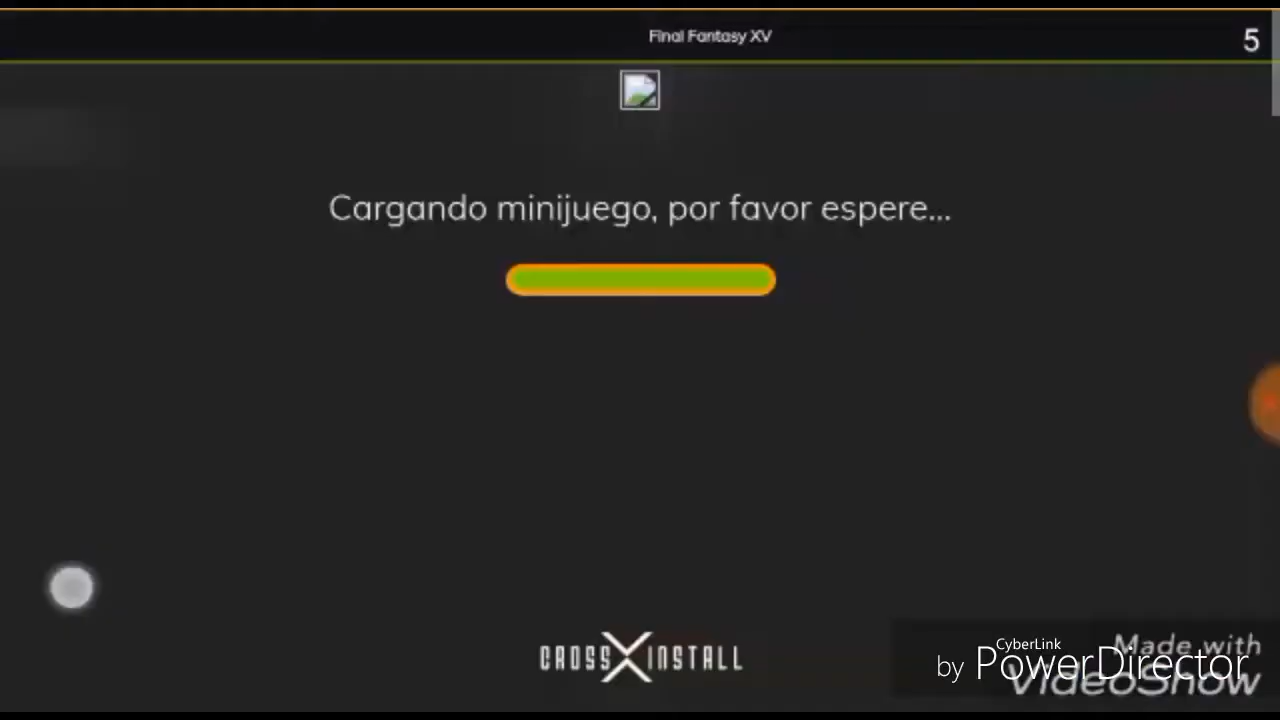 Final Fantasy XV
5
Cargando minijuego, por favor espere...
CROSS INSTALL
CyberLink
by PowerDirector
Made with
VideoShow